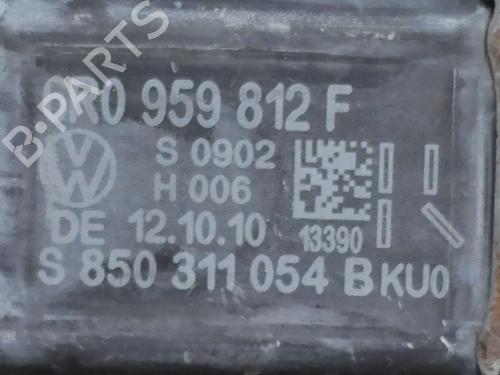 B-PARTS
6R0 959 812 F
S 0902
H 006
DE 12.10.10
13390
S 850 311 054 B KU0